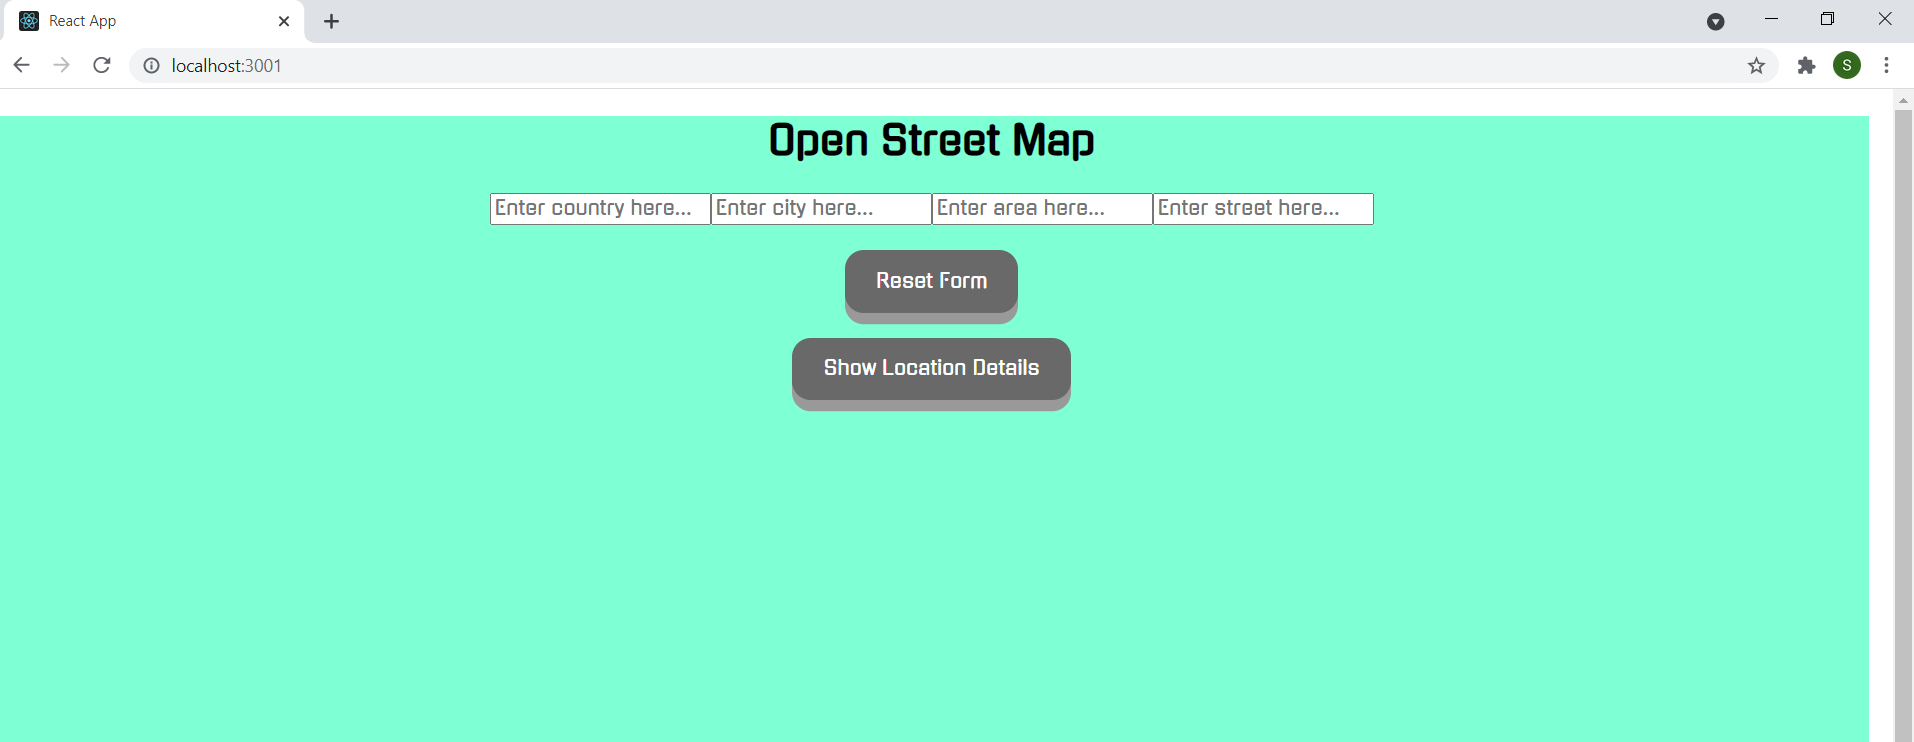 React App
localhost:3001
S
Open Street Map
Enter country here... Enter city here... Enter area here... Enter street here...
Reset Form
Show Location Details